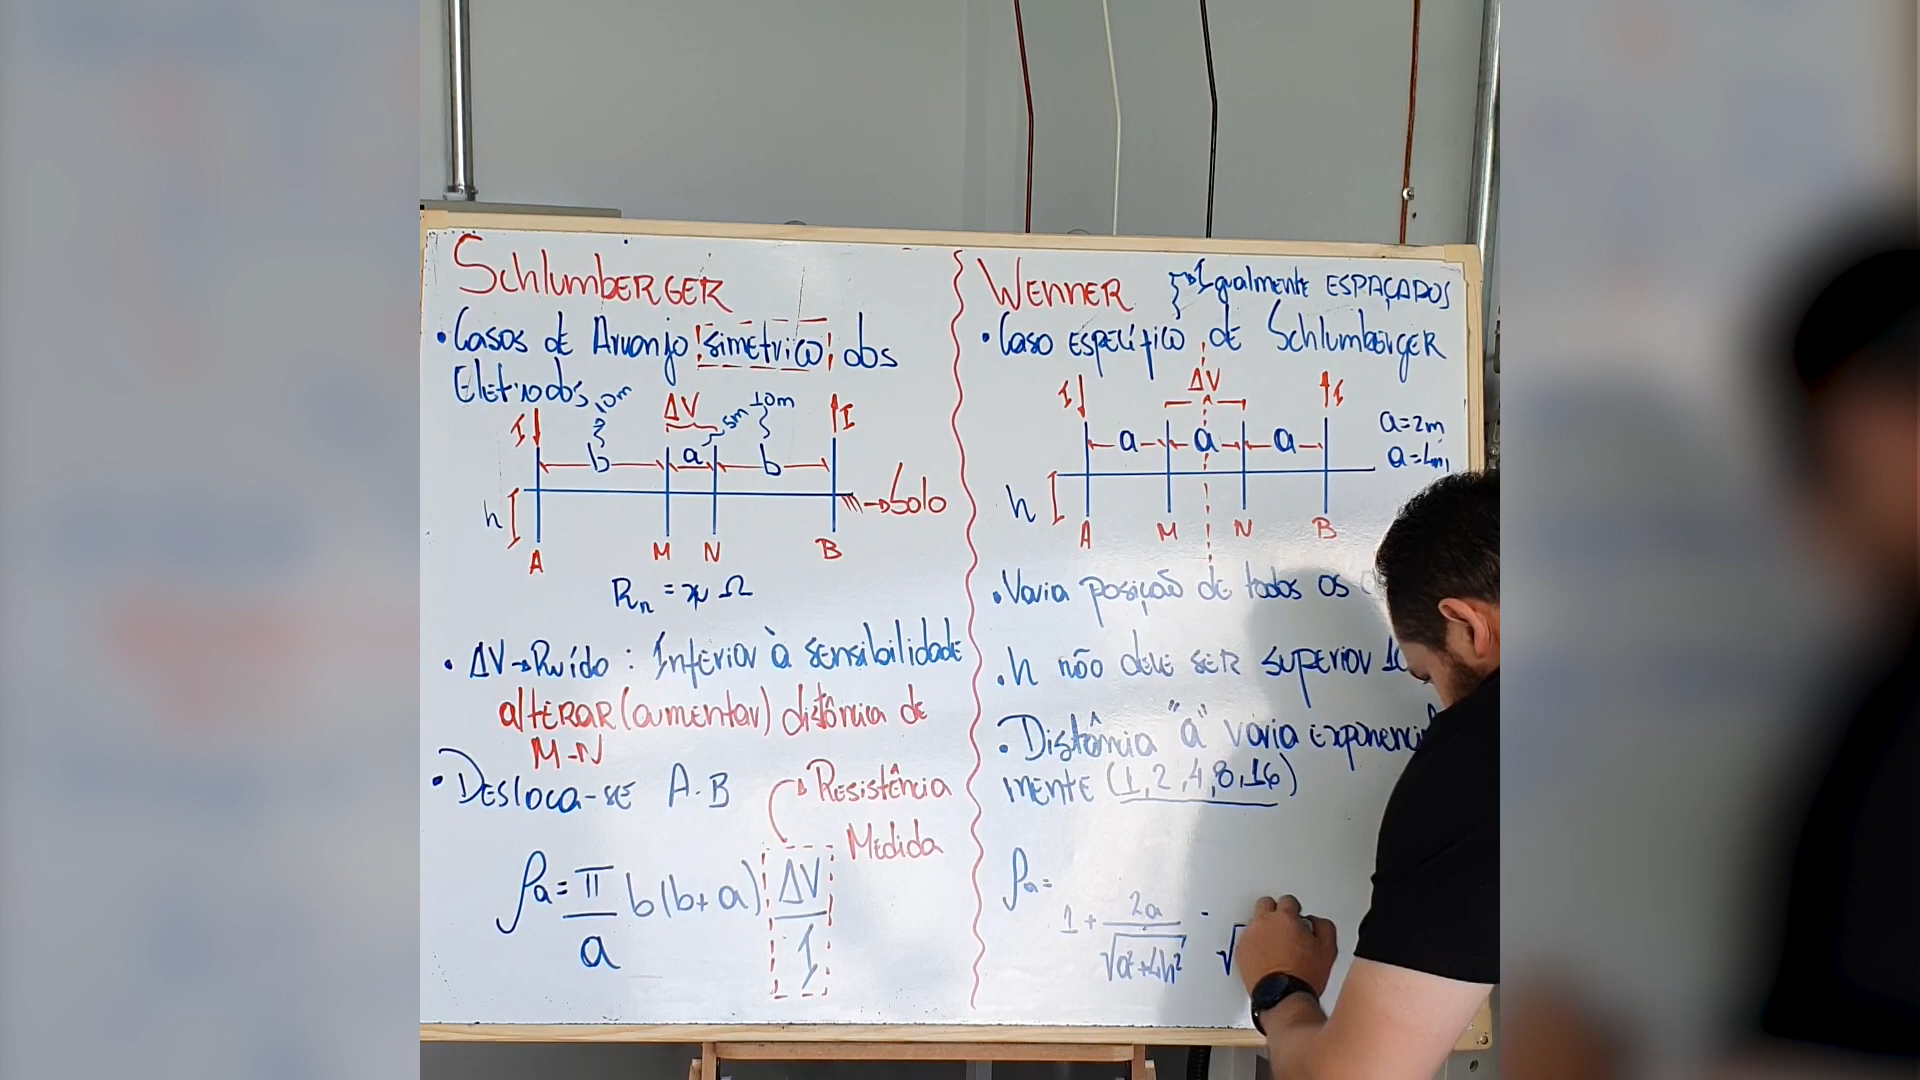 SchlumBERGER
• Casos de Arranjo simétrico dos
Eletrodos
10m
ΔV
5m
10m
I
I
b
a
b
h
→ Solo
A
M
N
B
Rn = x Ω
• ΔV → Ruído : Inferior à sensibilidade
altERAR (aumentar) distância de
M-N
• DEsloca-sE A-B
→ Resistência
Medida
ρa = π/a b(b+a) ΔV/I
WENNER
→ Igualmente ESPAÇADOS
• Caso ESPECífico de SchlumbergER
ΔV
I
I
a
a
a
a=2m
a=4m
h
A
M
N
B
• Varia posição de todos os
• h não deve SER superior
• Distância "a" varia
mente (1,2,4,8,16)
ρa =
1 + 2a/√a²+4h² - √